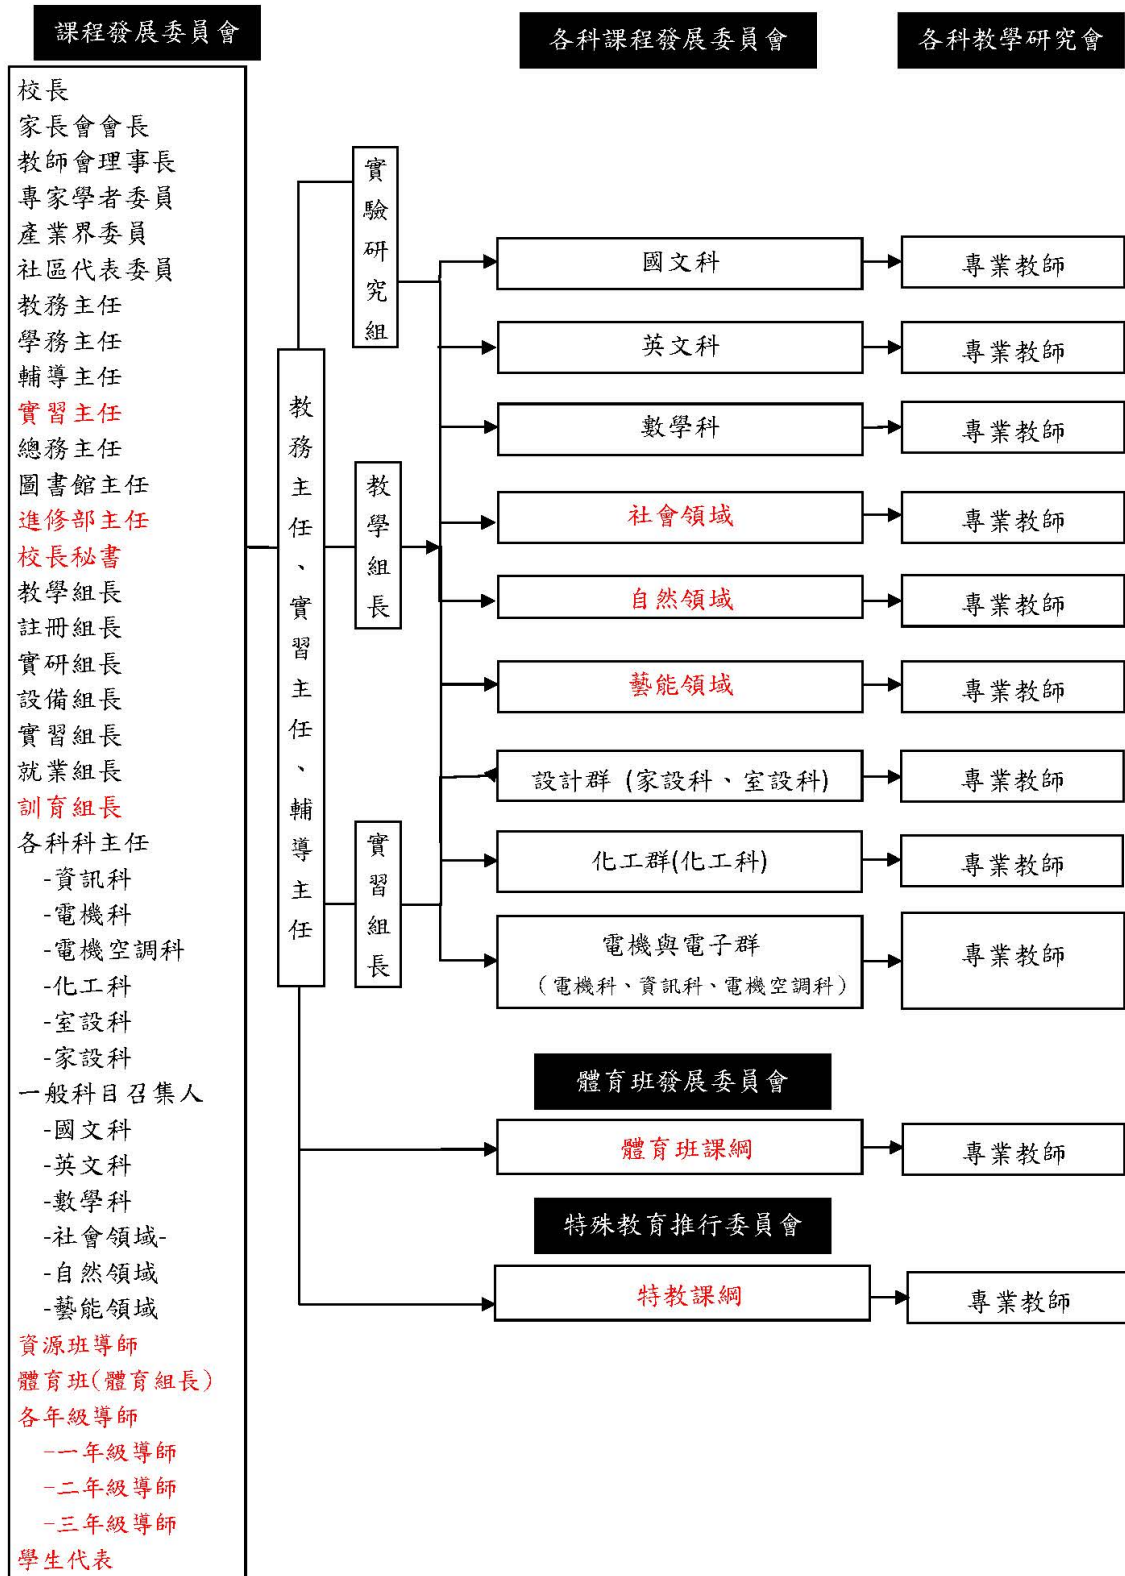 課程發展委員會
各科課程發展委員會
各科教學研究會
校長
家長會會長
教師會理事長
專家學者委員
產業界委員
社區代表委員
教務主任
學務主任
輔導主任
實習主任
總務主任
圖書館主任
進修部主任
校長秘書
教學組長
註冊組長
實研組長
設備組長
實習組長
就業組長
訓育組長
各科科主任
-資訊科
-電機科
-電機空調科
-化工科
-室設科
-家設科
一般科目召集人
-國文科
-英文科
-數學科
-社會領域-
-自然領域
-藝能領域
資源班導師
體育班(體育組長)
各年級導師
-一年級導師
-二年級導師
-三年級導師
學生代表
教務主任、實習主任、輔導主任
實驗研究組
教學組長
實習組長
國文科
專業教師
英文科
專業教師
數學科
專業教師
社會領域
專業教師
自然領域
專業教師
藝能領域
專業教師
設計群 (家設科、室設科)
專業教師
化工群(化工科)
專業教師
電機與電子群
（電機科、資訊科、電機空調科）
專業教師
體育班發展委員會
體育班課綱
專業教師
特殊教育推行委員會
特教課綱
專業教師